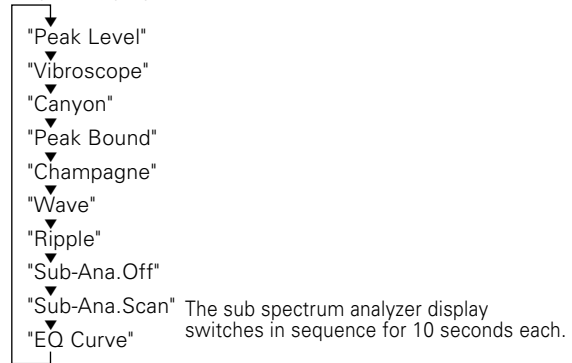 "Peak Level"
"Vibroscope"
"Canyon"
"Peak Bound"
"Champagne"
"Wave"
"Ripple"
"Sub-Ana.Off"
"Sub-Ana.Scan" The sub spectrum analyzer display
switches in sequence for 10 seconds each.
"EQ Curve"